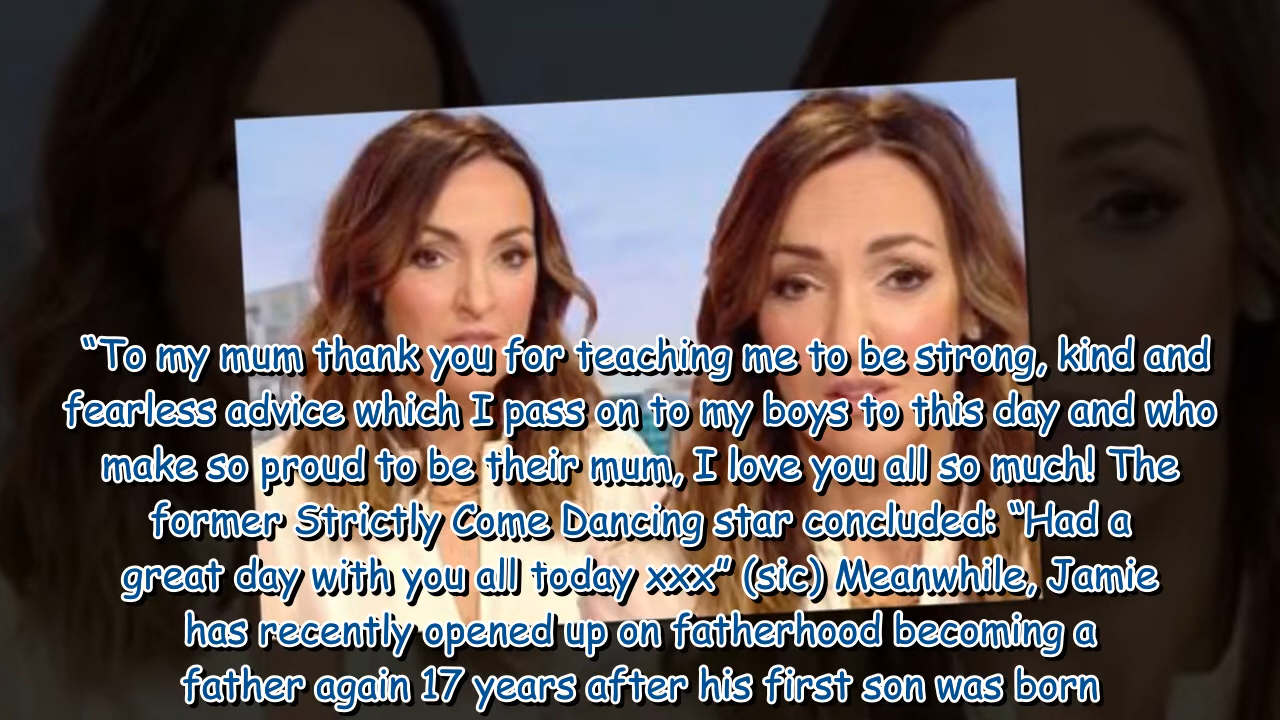 “To my mum thank you for teaching me to be strong, kind and
fearless advice which I pass on to my boys to this day and who
make so proud to be their mum, I love you all so much! The
former Strictly Come Dancing star concluded: “Had a
great day with you all today xxx” (sic) Meanwhile, Jamie
has recently opened up on fatherhood becoming a
father again 17 years after his first son was born